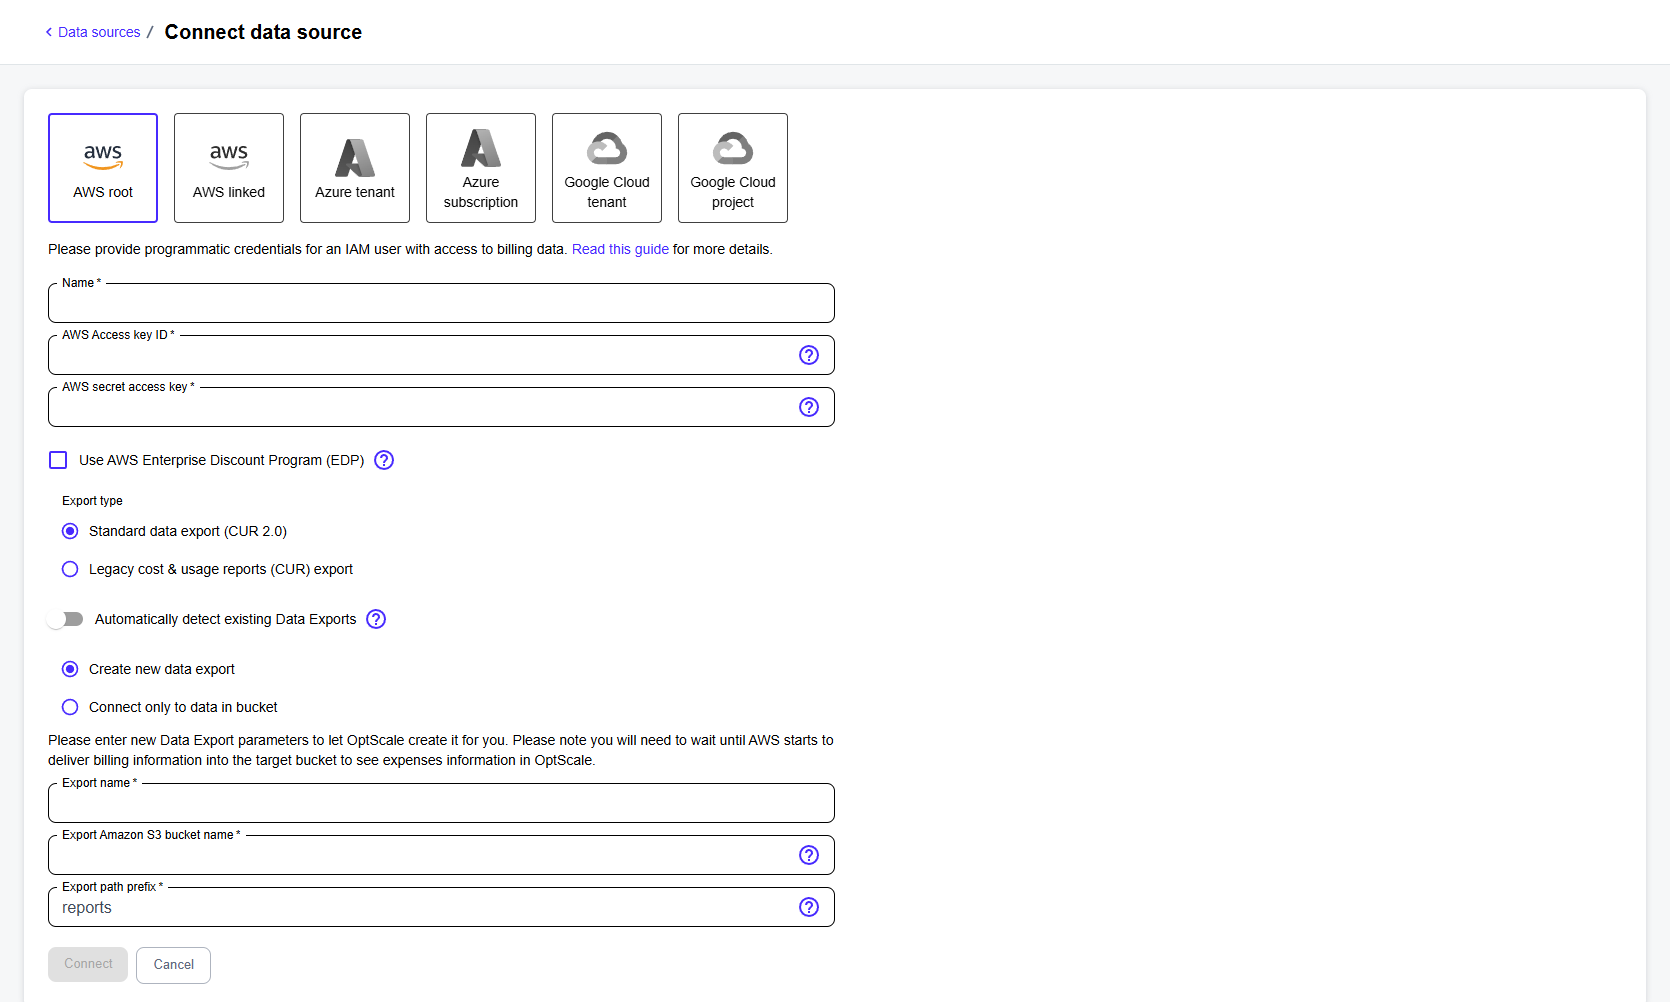 Data sources / Connect data source
aws
AWS root
aws
AWS linked
Azure tenant
Azure
subscription
Google Cloud
tenant
Google Cloud
project
Please provide programmatic credentials for an IAM user with access to billing data. Read this guide for more details.
Name *
AWS Access key ID *
AWS secret access key *
Use AWS Enterprise Discount Program (EDP)
Export type
Standard data export (CUR 2.0)
Legacy cost & usage reports (CUR) export
Automatically detect existing Data Exports
Create new data export
Connect only to data in bucket
Please enter new Data Export parameters to let OptScale create it for you. Please note you will need to wait until AWS starts to
deliver billing information into the target bucket to see expenses information in OptScale.
Export name *
Export Amazon S3 bucket name *
Export path prefix *
reports
Connect
Cancel